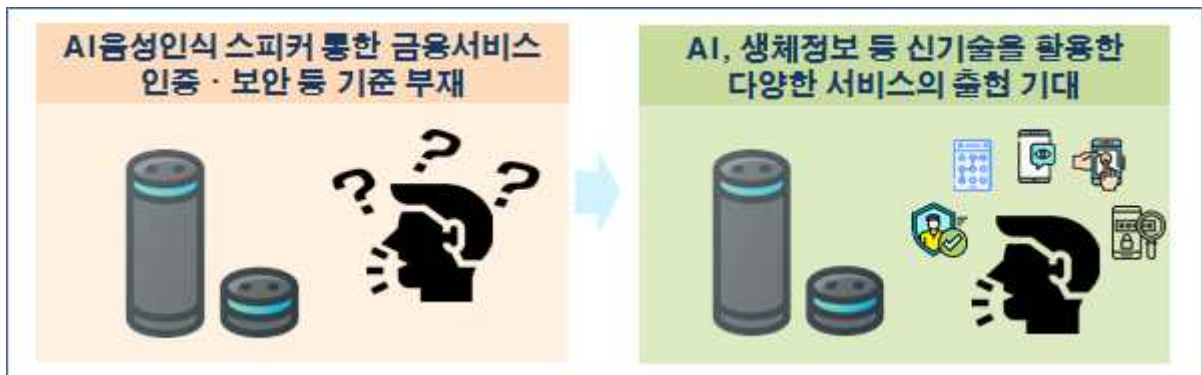 AI음성인식 스피커 통한 금융서비스
인증 · 보안 등 기준 부재
AI, 생체정보 등 신기술을 활용한
다양한 서비스의 출현 기대
? ? ?